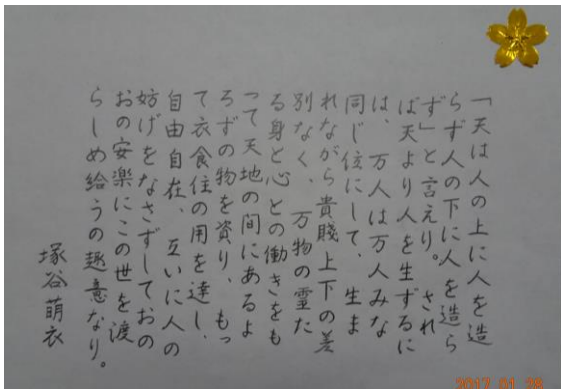 「天は人の上に人を造
らず人の下に人を造ら
ず」と言えり。され
ば天より人を生ずるに
は、万人は万人みな
同じ位にして、生ま
れながら貴賤上下の差
別なく、万物の霊た
る身と心との働きをも
って天地の間にあるよ
ろずの物を資り、もっ
て衣食住の用を達し、
自由自在、互いに人の
妨げをなさずしておの
おの安楽にこの世を渡
らしめ給うの趣意なり。
塚谷萌衣
2017 01 28